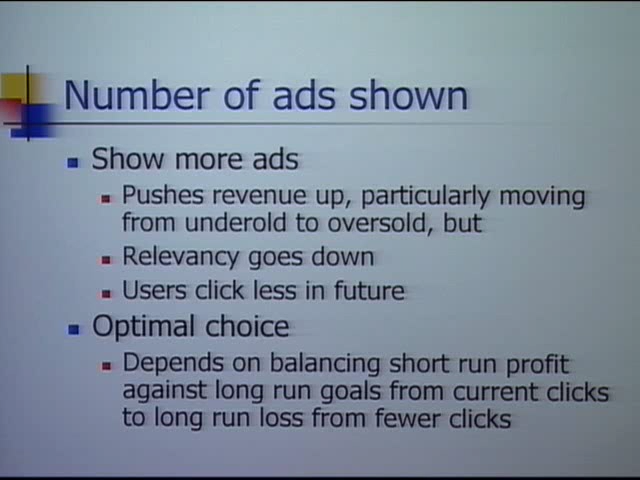 Number of ads shown
Show more ads
Pushes revenue up, particularly moving
from underold to oversold, but
Relevancy goes down
Users click less in future
Optimal choice
Depends on balancing short run profit
against long run goals from current clicks
to long run loss from fewer clicks